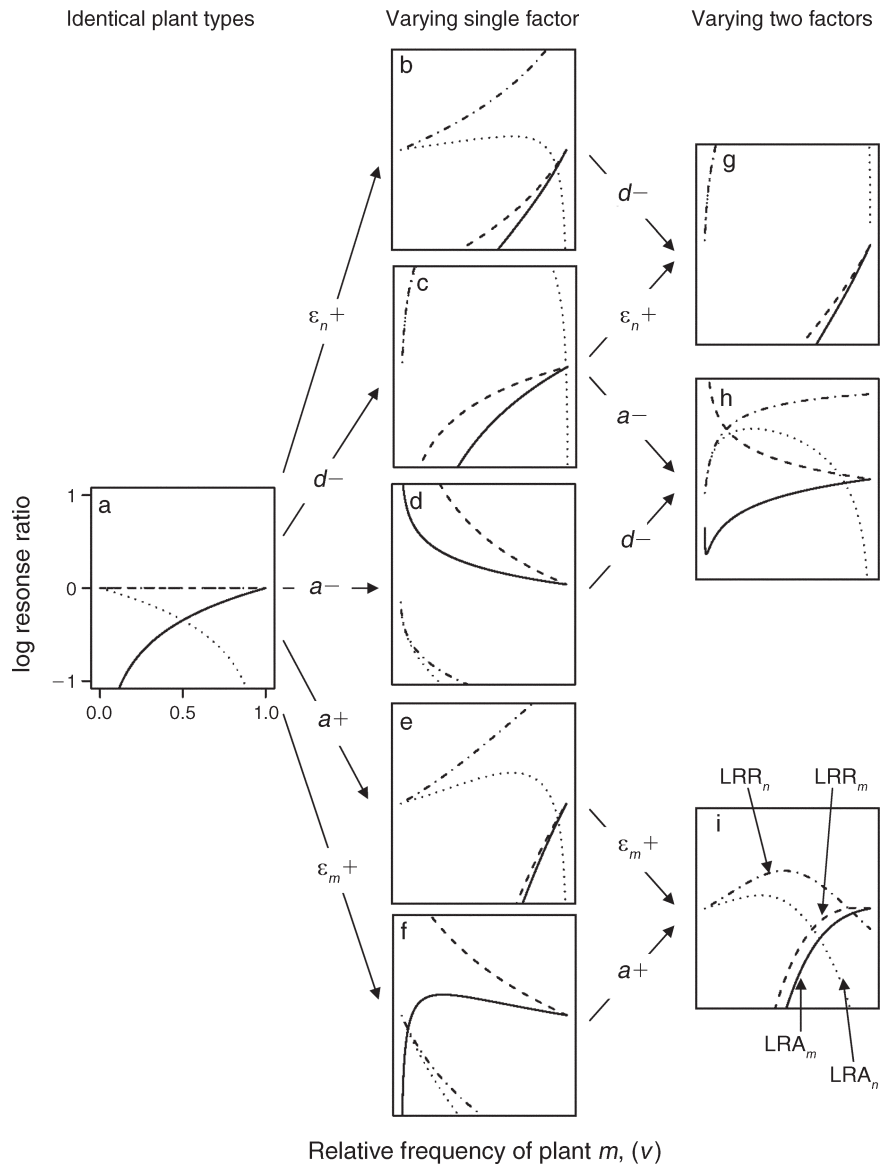 Identical plant types
Varying single factor
Varying two factors
b
d−
g
εn+
c
εn+
a−
h
d−
a
1
0
−1
0.0 0.5 1.0
log resonse ratio
a−
d
d−
a+
e
εm+
εm+
f
a+
i
LRRn
LRRm
LRAm
LRAn
Relative frequency of plant m, (v)